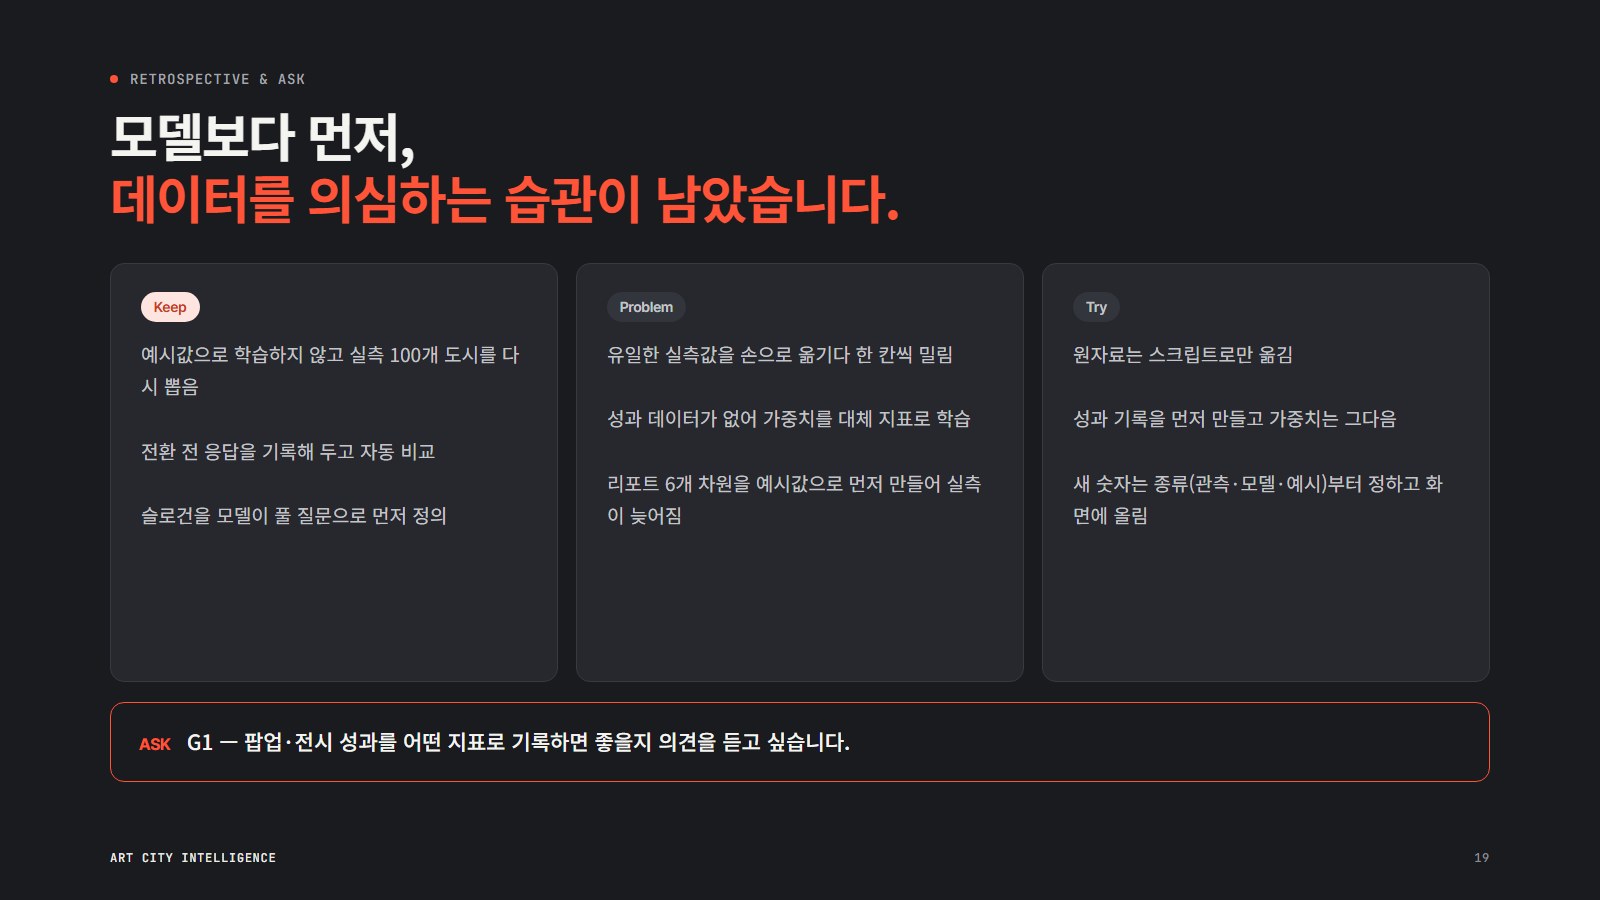 RETROSPECTIVE & ASK
모델보다 먼저,
데이터를 의심하는 습관이 남았습니다.
Keep
예시값으로 학습하지 않고 실측 100개 도시를 다
시 뽑음
전환 전 응답을 기록해 두고 자동 비교
슬로건을 모델이 풀 질문으로 먼저 정의
Problem
유일한 실측값을 손으로 옮기다 한 칸씩 밀림
성과 데이터가 없어 가중치를 대체 지표로 학습
리포트 6개 차원을 예시값으로 먼저 만들어 실측
이 늦어짐
Try
원자료는 스크립트로만 옮김
성과 기록을 먼저 만들고 가중치는 그다음
새 숫자는 종류(관측·모델·예시)부터 정하고 화
면에 올림
ASK G1 — 팝업·전시 성과를 어떤 지표로 기록하면 좋을지 의견을 듣고 싶습니다.
ART CITY INTELLIGENCE
19